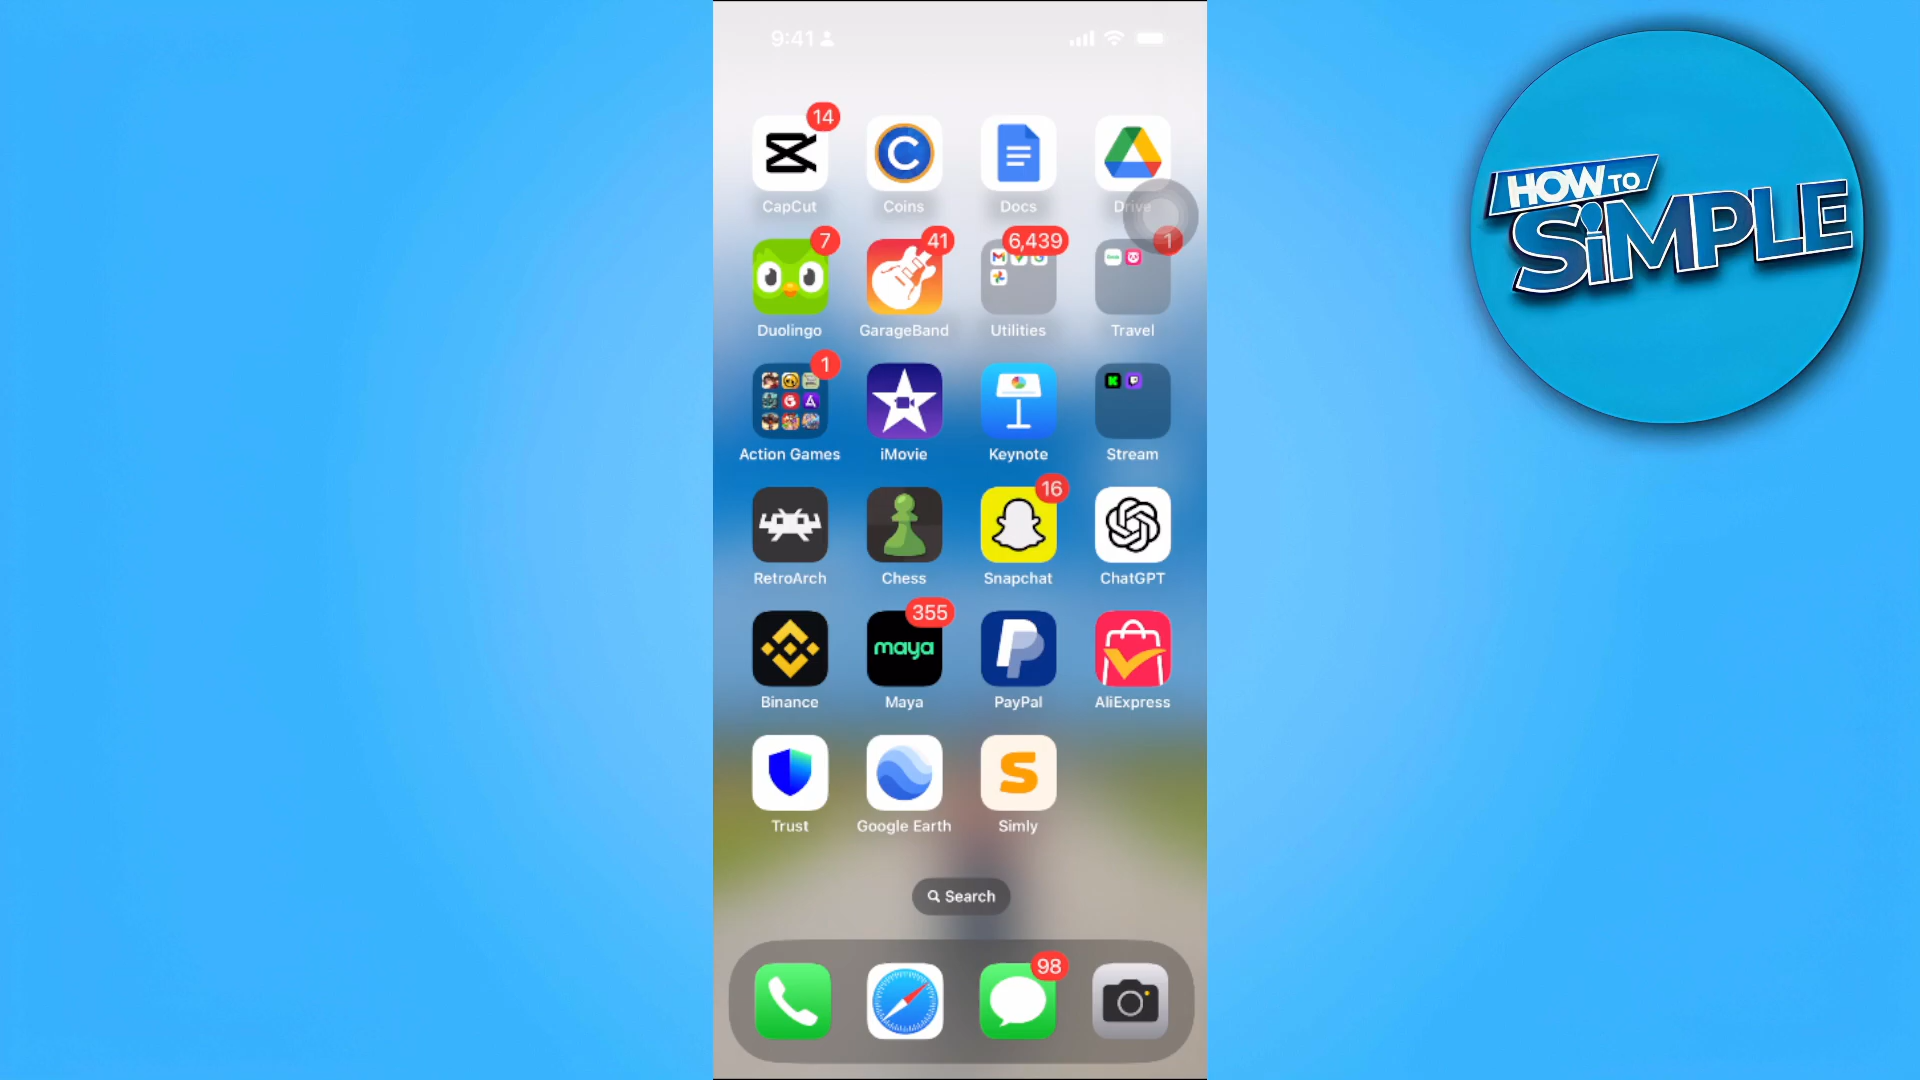 9:41
HOW TO
SiMPLE
14
CapCut
Coins
Docs
Drive
7
41
6,439
1
Duolingo
GarageBand
Utilities
Travel
1
Action Games
iMovie
Keynote
Stream
16
RetroArch
Chess
Snapchat
ChatGPT
355
maya
Binance
Maya
PayPal
AliExpress
S
Trust
Google Earth
Simly
Search
98